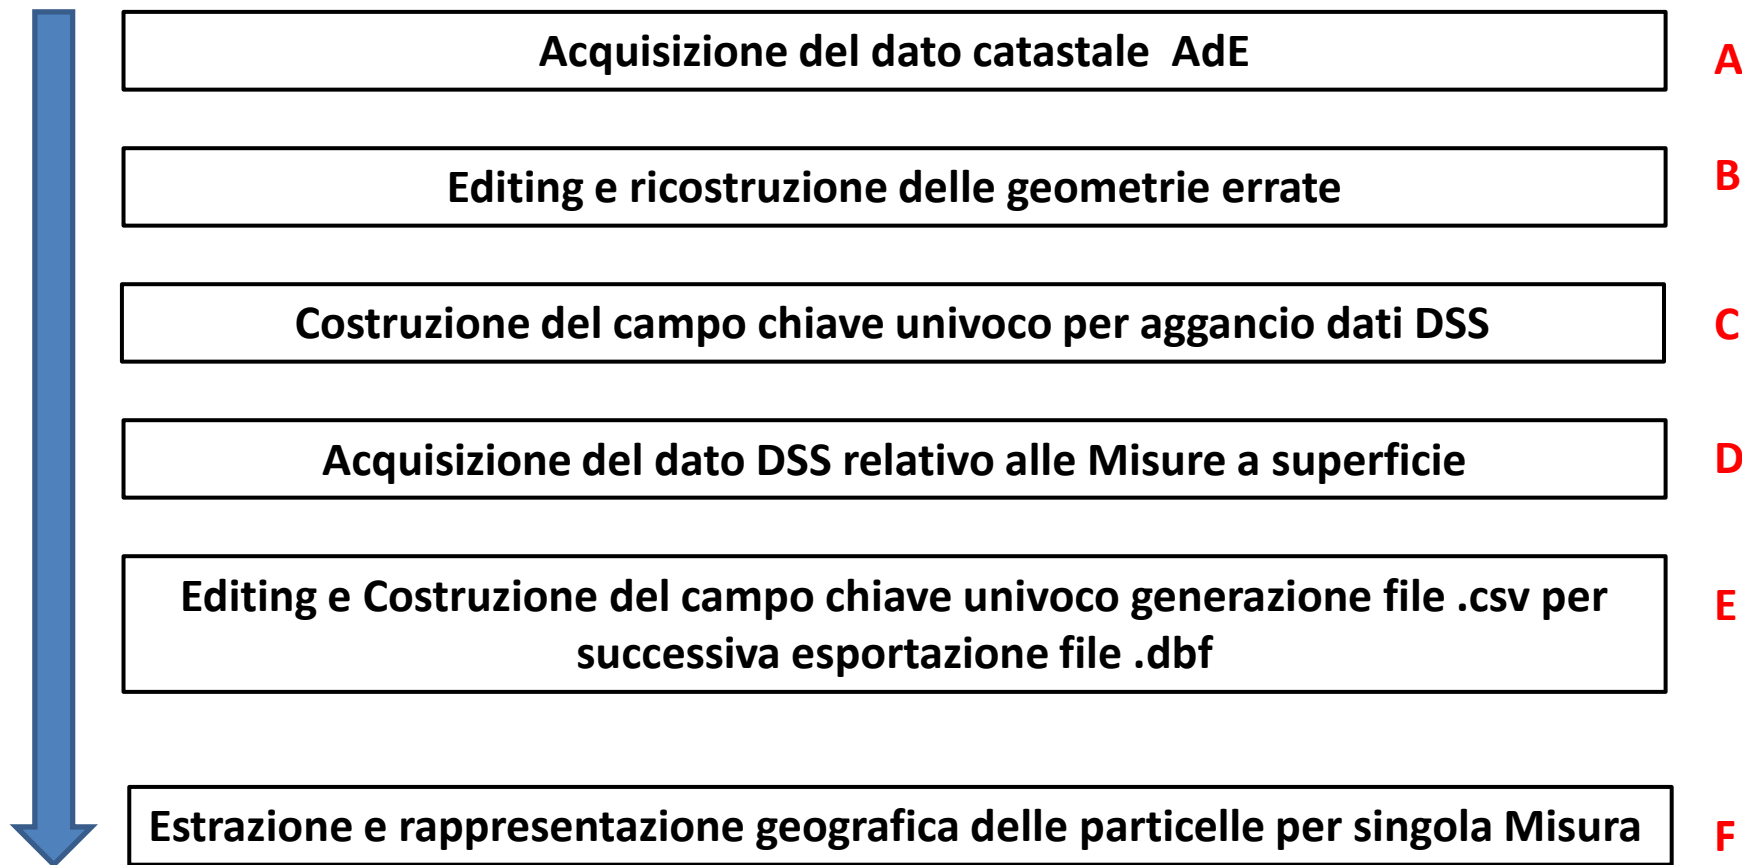 Acquisizione del dato catastale  AdE
A
Editing e ricostruzione delle geometrie errate
B
Costruzione del campo chiave univoco per aggancio dati DSS
C
Acquisizione del dato DSS relativo alle Misure a superficie
D
Editing e Costruzione del campo chiave univoco generazione file .csv per
successiva esportazione file .dbf
E
Estrazione e rappresentazione geografica delle particelle per singola Misura
F